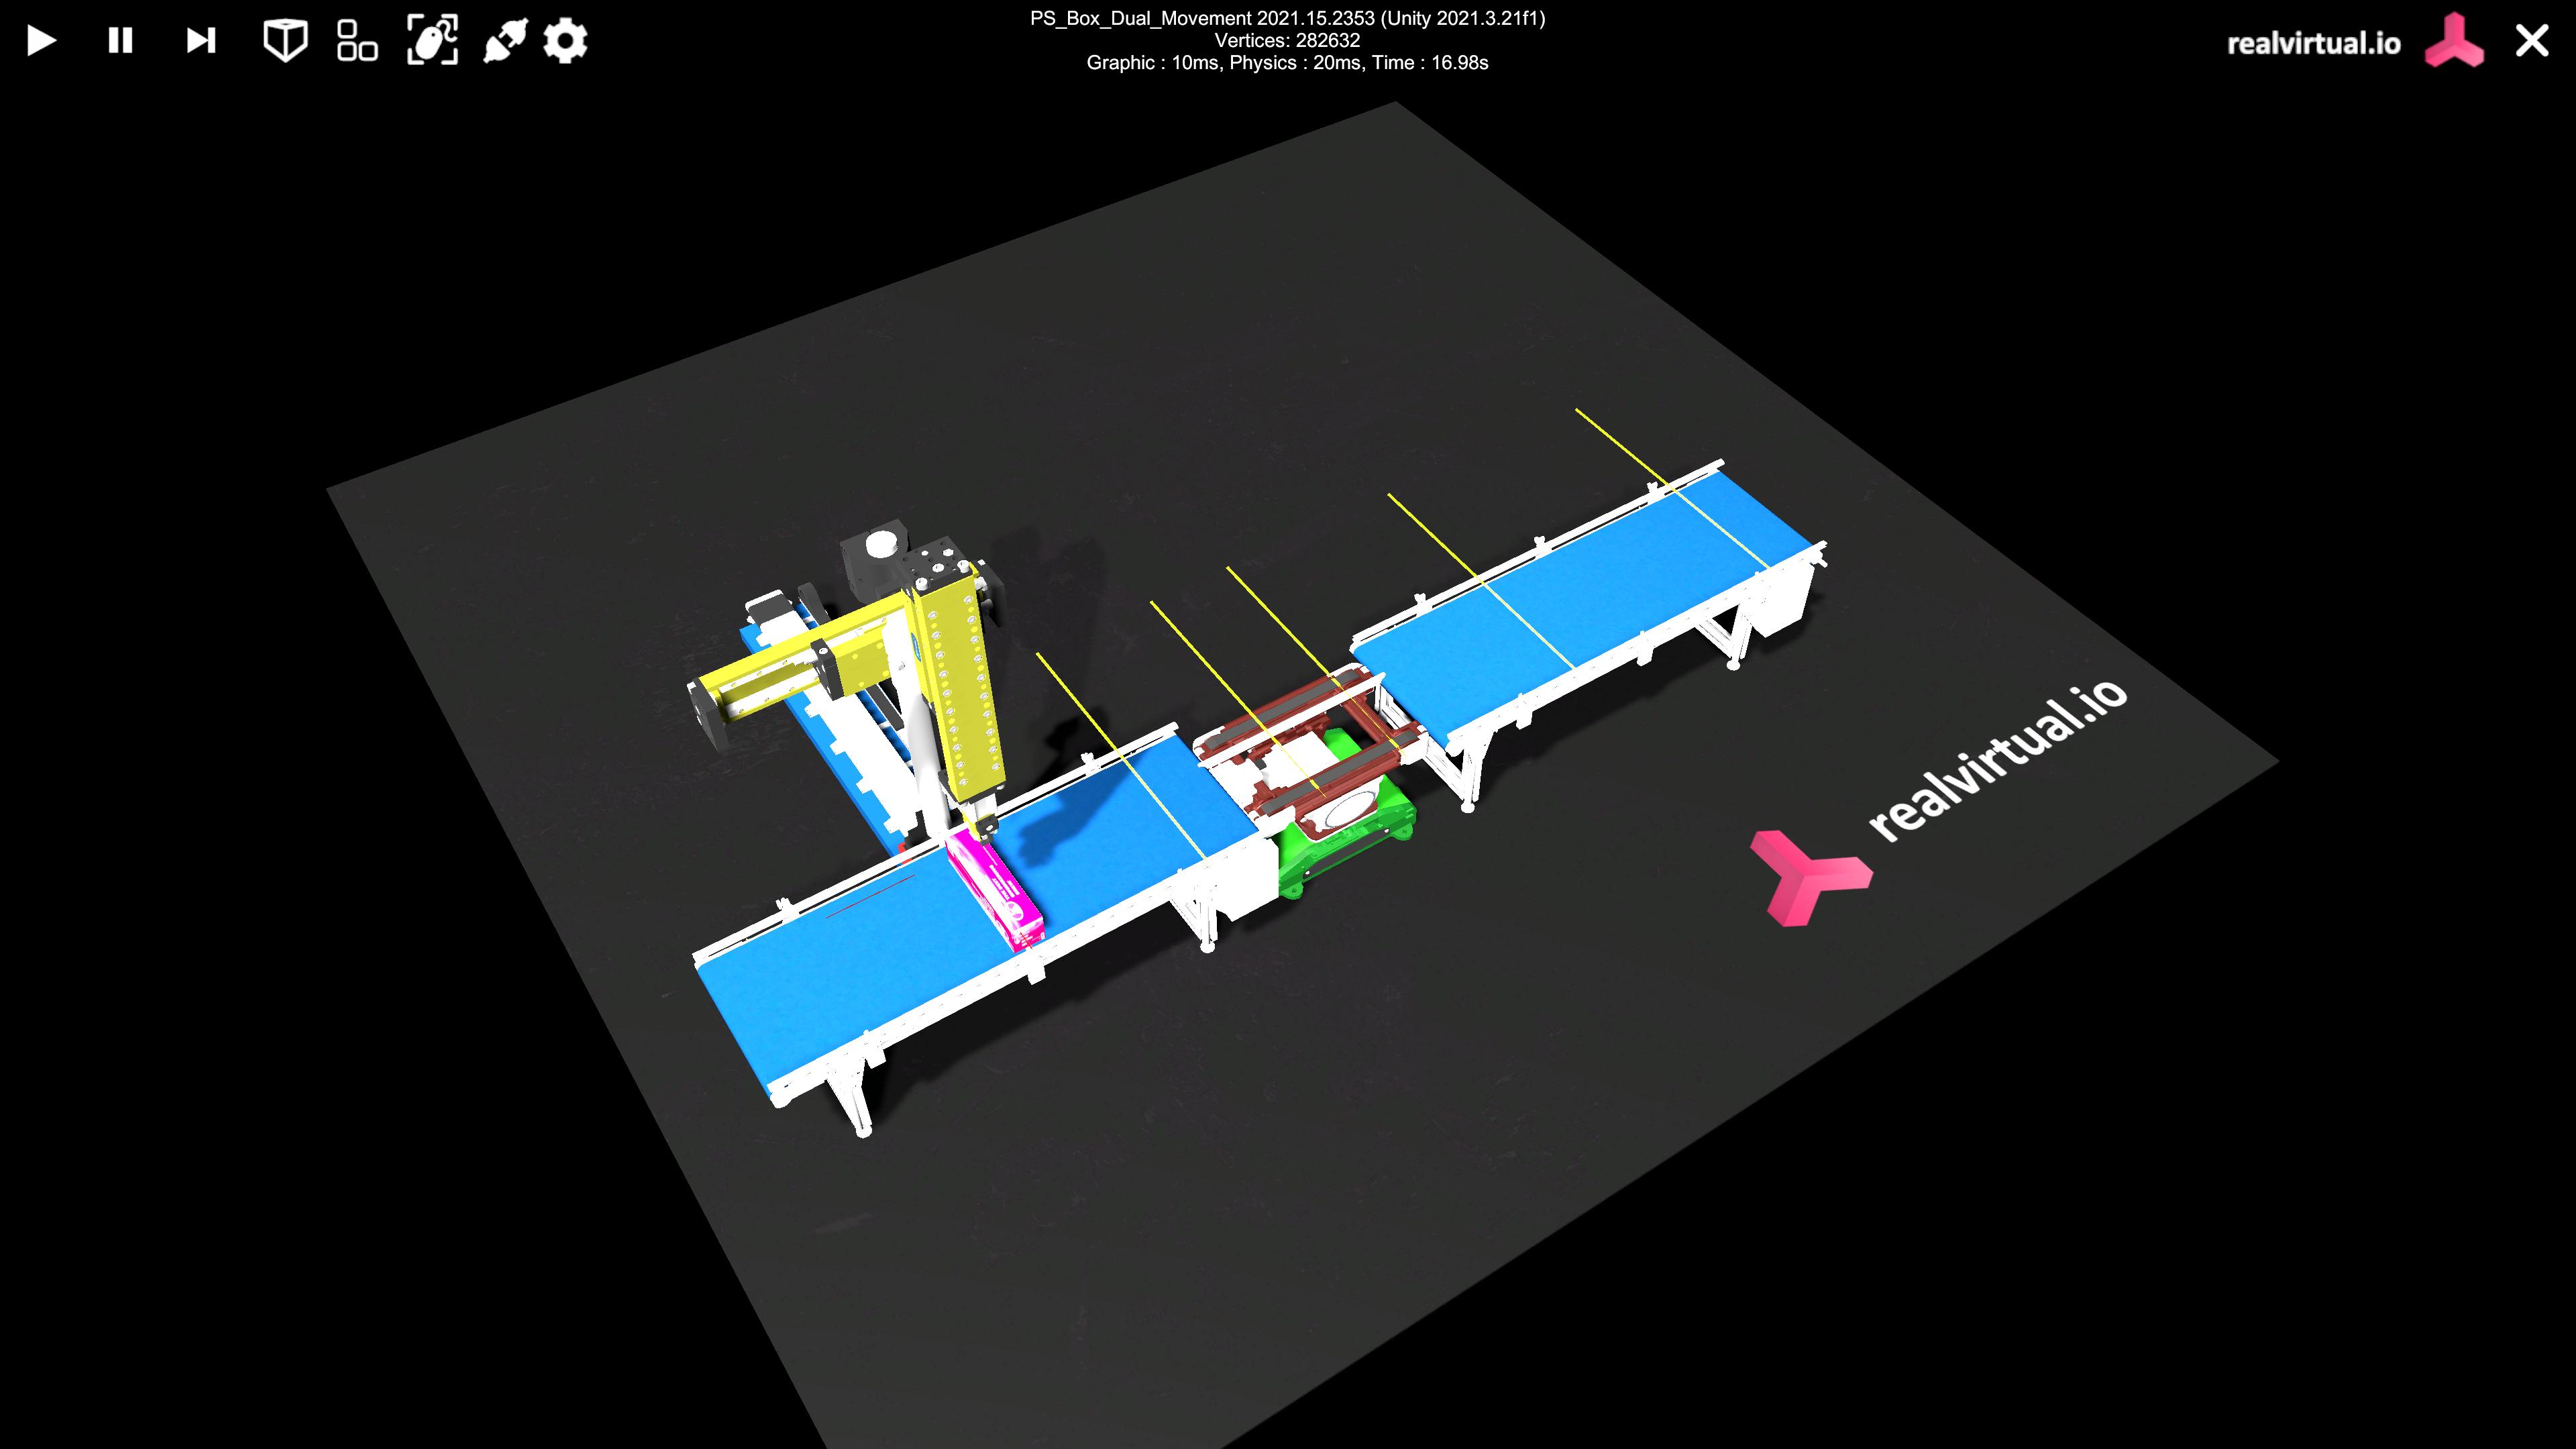 PS_Box_Dual_Movement 2021.15.2353 (Unity 2021.3.21f1)
Vertices: 282632
Graphic : 10ms, Physics : 20ms, Time : 16.98s
realvirtual.io
realvirtual.io